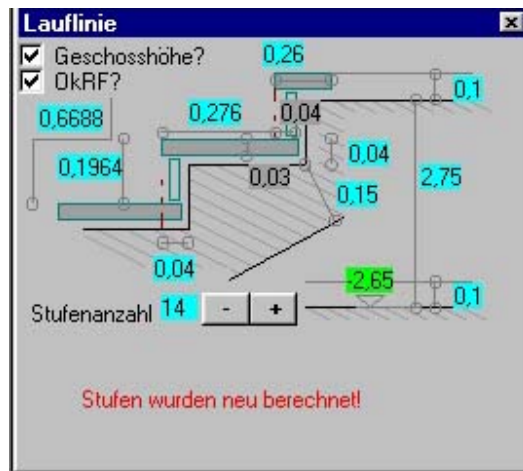 Lauflinie
Geschosshöhe?
OkRF?
0,26
0,1
0,6688
0,276
0,04
0,1964
0,03
0,04
2,75
0,15
0,04
-2,65
0,1
Stufenanzahl 14 - +
Stufen wurden neu berechnet!